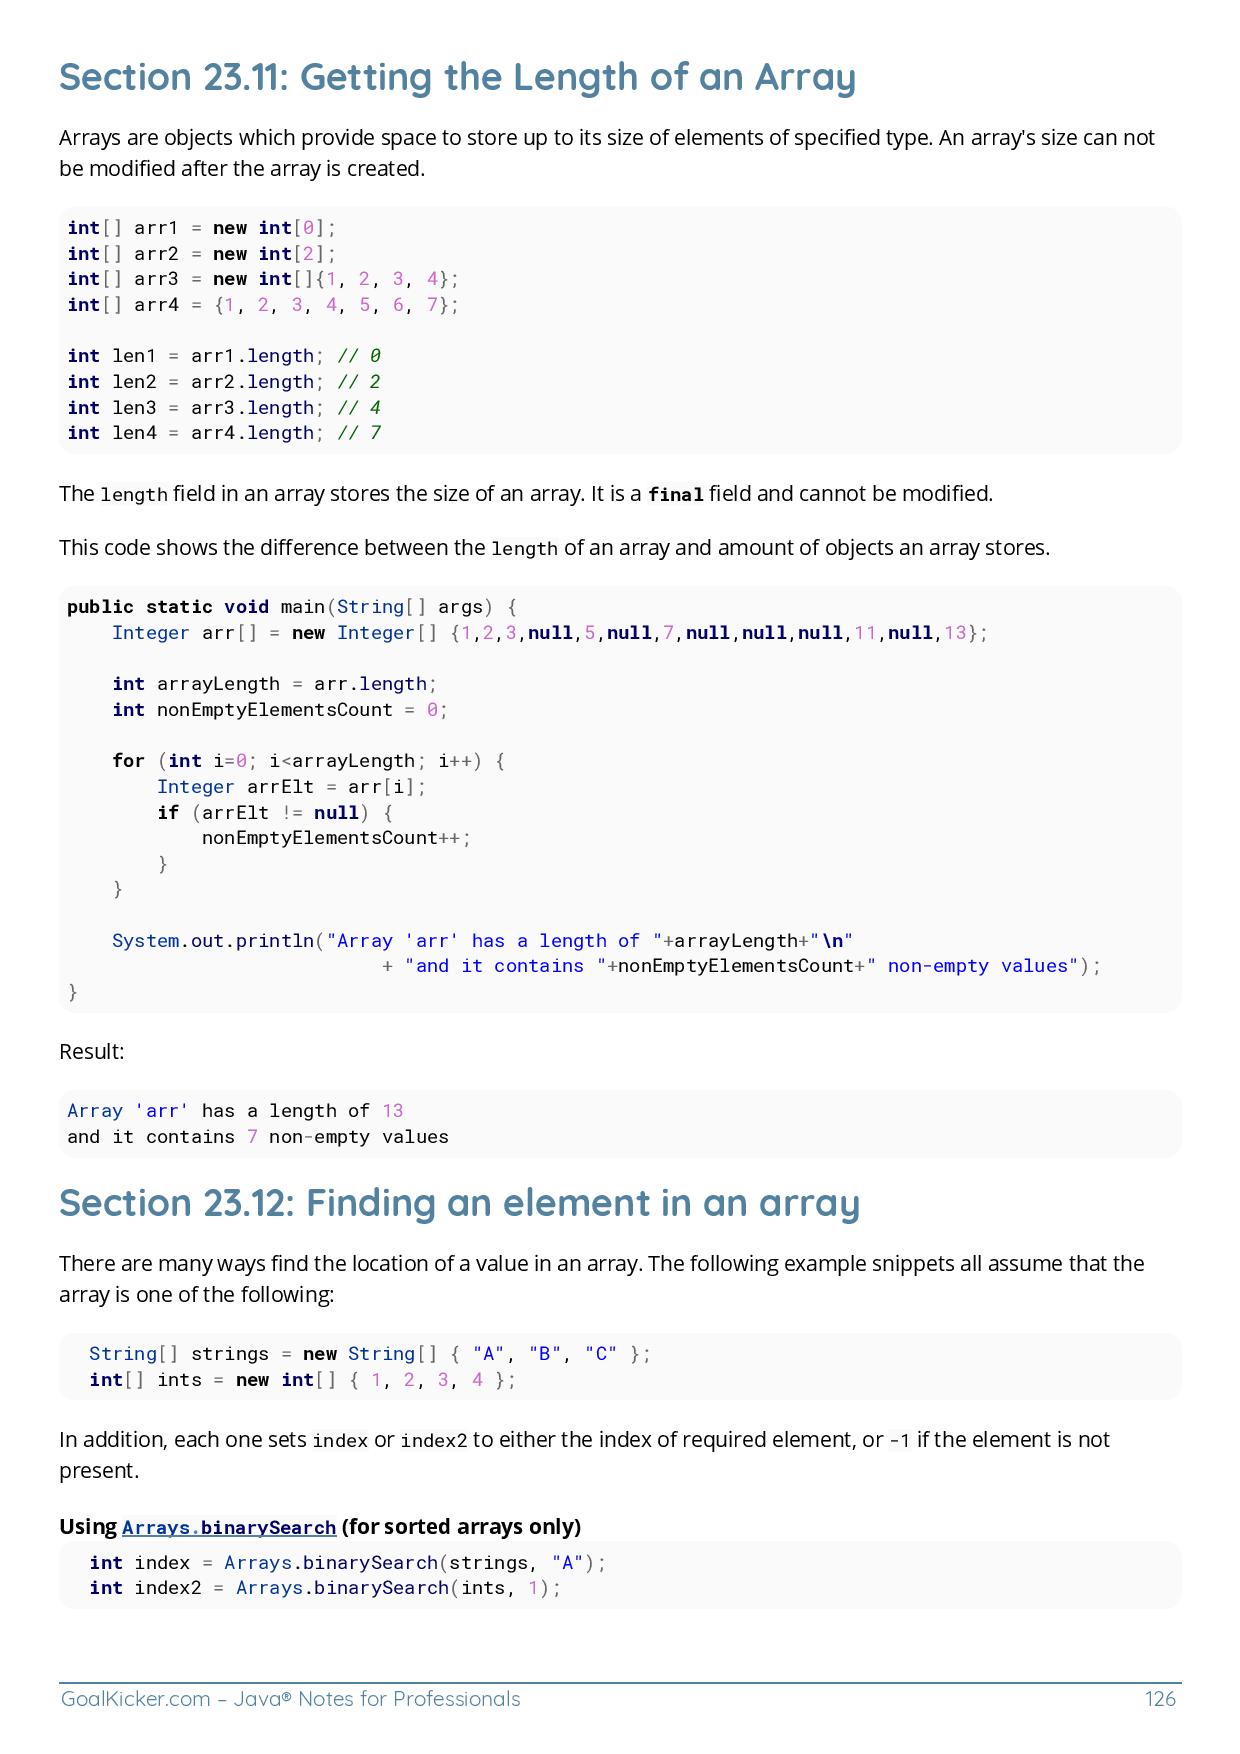 Section 23.11: Getting the Length of an Array
Arrays are objects which provide space to store up to its size of elements of specified type. An array's size can not
be modified after the array is created.
int[] arr1 = new int[0];
int[] arr2 = new int[2];
int[] arr3 = new int[]{1, 2, 3, 4};
int[] arr4 = {1, 2, 3, 4, 5, 6, 7};

int len1 = arr1.length; // 0
int len2 = arr2.length; // 2
int len3 = arr3.length; // 4
int len4 = arr4.length; // 7
The length field in an array stores the size of an array. It is a final field and cannot be modified.
This code shows the difference between the length of an array and amount of objects an array stores.
public static void main(String[] args) {
    Integer arr[] = new Integer[] {1,2,3,null,5,null,7,null,null,null,11,null,13};

    int arrayLength = arr.length;
    int nonEmptyElementsCount = 0;

    for (int i=0; i<arrayLength; i++) {
        Integer arrElt = arr[i];
        if (arrElt != null) {
            nonEmptyElementsCount++;
        }
    }

    System.out.println("Array 'arr' has a length of "+arrayLength+"\n"
                            + "and it contains "+nonEmptyElementsCount+" non-empty values");
}
Result:
Array 'arr' has a length of 13
and it contains 7 non-empty values
Section 23.12: Finding an element in an array
There are many ways find the location of a value in an array. The following example snippets all assume that the
array is one of the following:
  String[] strings = new String[] { "A", "B", "C" };
  int[] ints = new int[] { 1, 2, 3, 4 };
In addition, each one sets index or index2 to either the index of required element, or -1 if the element is not
present.
Using Arrays.binarySearch (for sorted arrays only)
  int index = Arrays.binarySearch(strings, "A");
  int index2 = Arrays.binarySearch(ints, 1);
GoalKicker.com – Java® Notes for Professionals 126